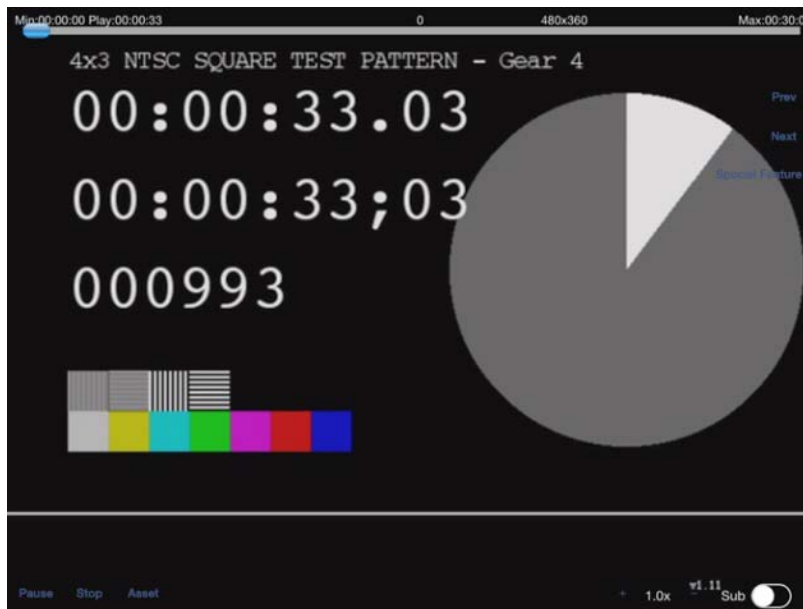 Min:00:00:00 Play:00:00:33 0 480x360 Max:00:30:0
4x3 NTSC SQUARE TEST PATTERN - Gear 4
00:00:33.03
Prev
Next
00:00:33;03
Special Feature
000993
Pause Stop Asset + 1.0x - v1.11 Sub